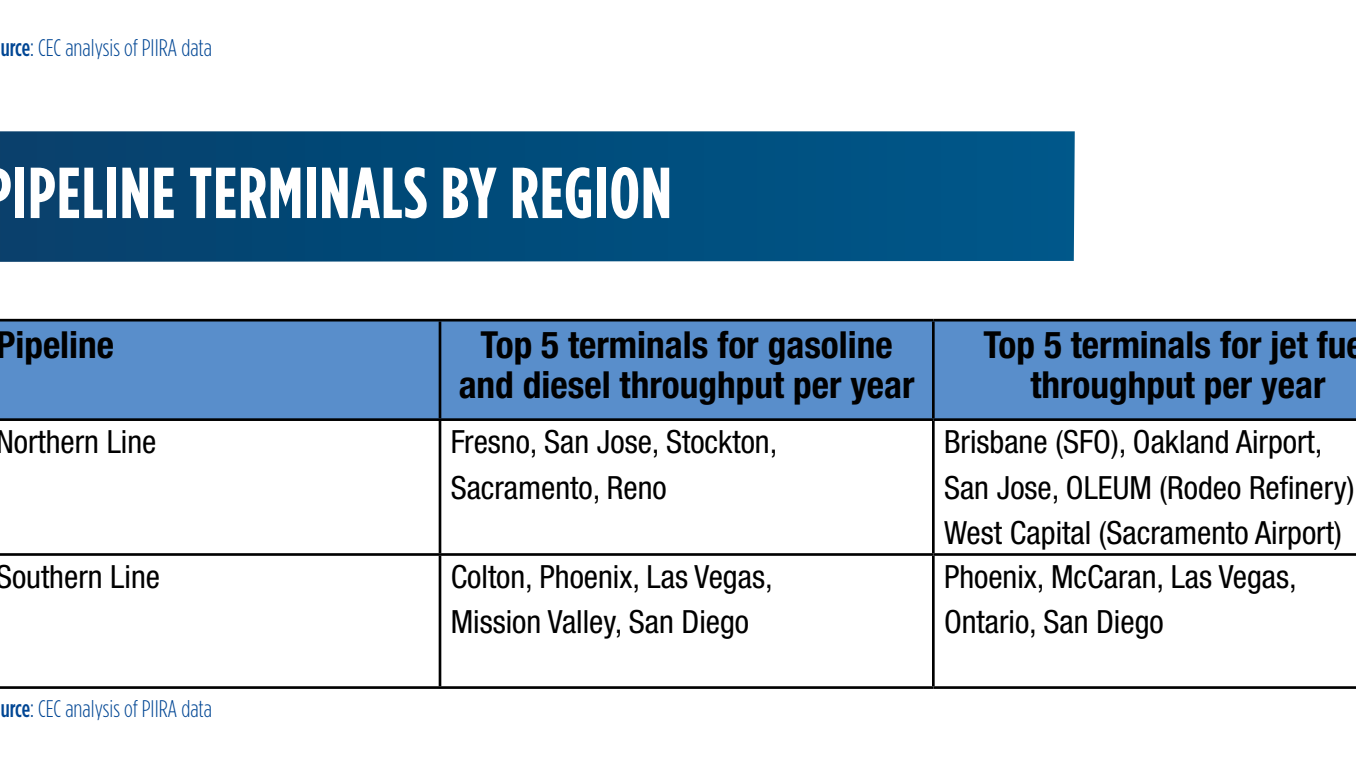 urce: CEC analysis of PIIRA data
PIPELINE TERMINALS BY REGION
Pipeline
Top 5 terminals for gasoline
and diesel throughput per year
Top 5 terminals for jet fue
throughput per year
Northern Line
Fresno, San Jose, Stockton,
Sacramento, Reno
Brisbane (SFO), Oakland Airport,
San Jose, OLEUM (Rodeo Refinery)
West Capital (Sacramento Airport)
Southern Line
Colton, Phoenix, Las Vegas,
Mission Valley, San Diego
Phoenix, McCaran, Las Vegas,
Ontario, San Diego
urce: CEC analysis of PIIRA data